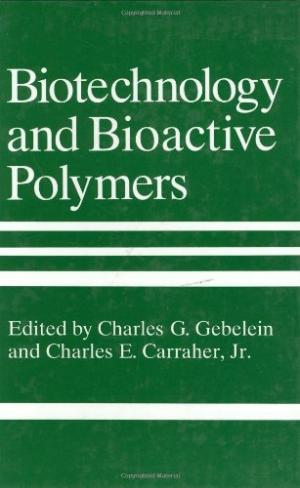 Biotechnology
and Bioactive
Polymers
Edited by Charles G. Gebelein
and Charles E. Carraher, Jr.